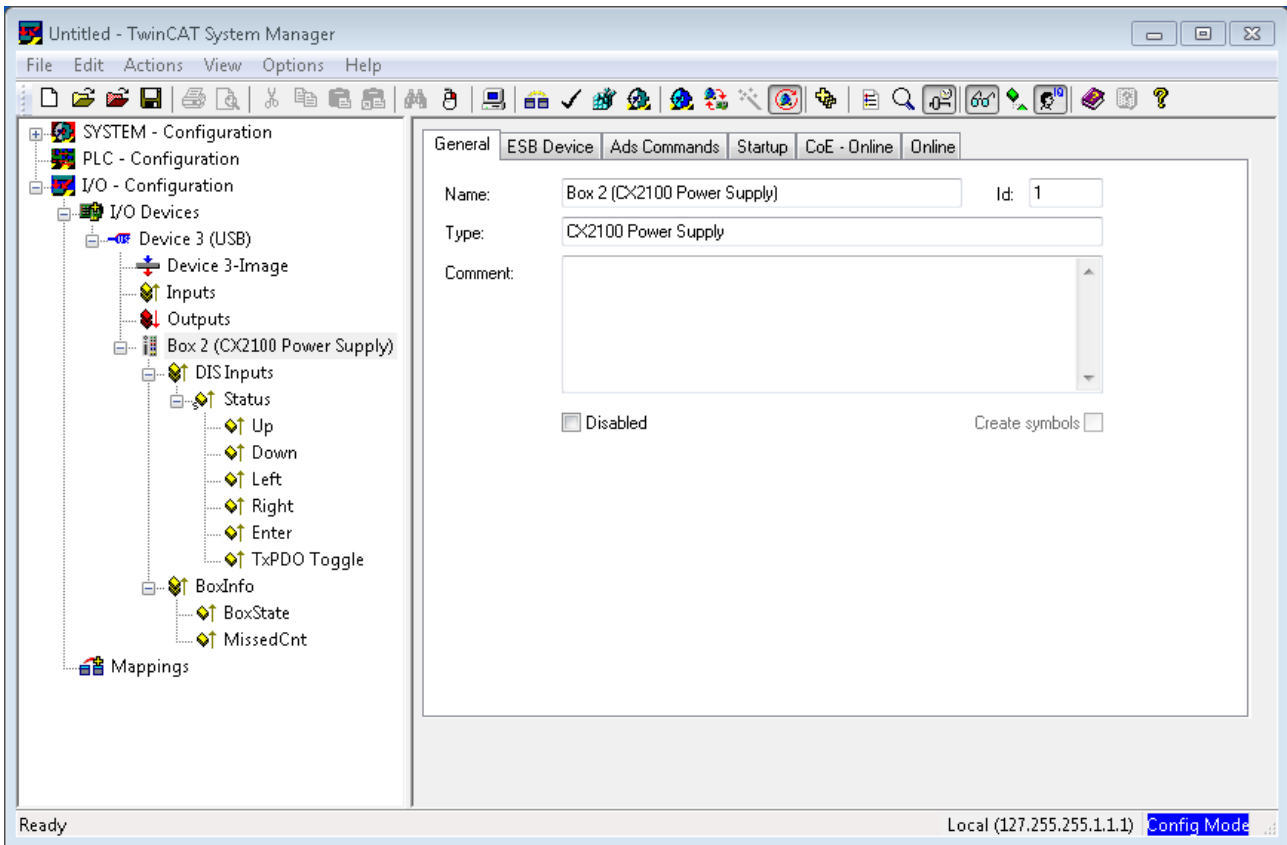 Untitled - TwinCAT System Manager
File Edit Actions View Options Help
SYSTEM - Configuration
PLC - Configuration
I/O - Configuration
I/O Devices
Device 3 (USB)
Device 3-Image
Inputs
Outputs
Box 2 (CX2100 Power Supply)
DIS Inputs
Status
Up
Down
Left
Right
Enter
TxPDO Toggle
BoxInfo
BoxState
MissedCnt
Mappings
General ESB Device Ads Commands Startup CoE - Online Online
Name: Box 2 (CX2100 Power Supply) Id: 1
Type: CX2100 Power Supply
Comment:
Disabled Create symbols
Ready Local (127.255.255.1.1.1) Config Mode